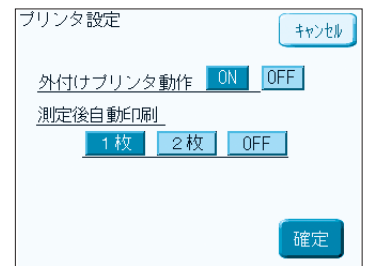 プリンタ設定
キャンセル
外付けプリンタ動作 ON OFF
測定後自動印刷
1枚 2枚 OFF
確定